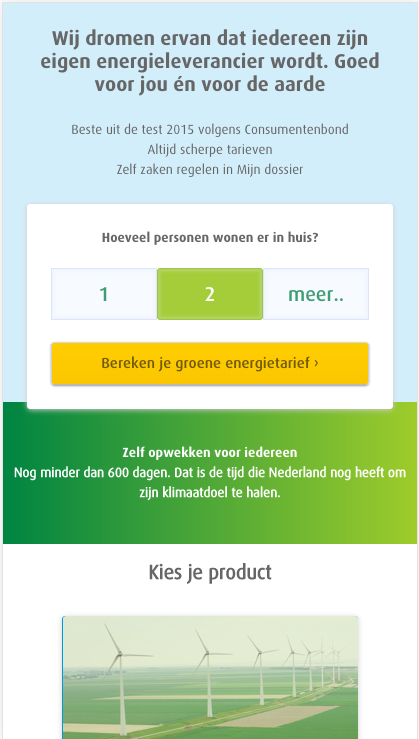 Wij dromen ervan dat iedereen zijn
eigen energieleverancier wordt. Goed
voor jou én voor de aarde
Beste uit de test 2015 volgens Consumentenbond
Altijd scherpe tarieven
Zelf zaken regelen in Mijn dossier
Hoeveel personen wonen er in huis?
1 2 meer..
Bereken je groene energietarief ›
Zelf opwekken voor iedereen
Nog minder dan 600 dagen. Dat is de tijd die Nederland nog heeft om
zijn klimaatdoel te halen.
Kies je product